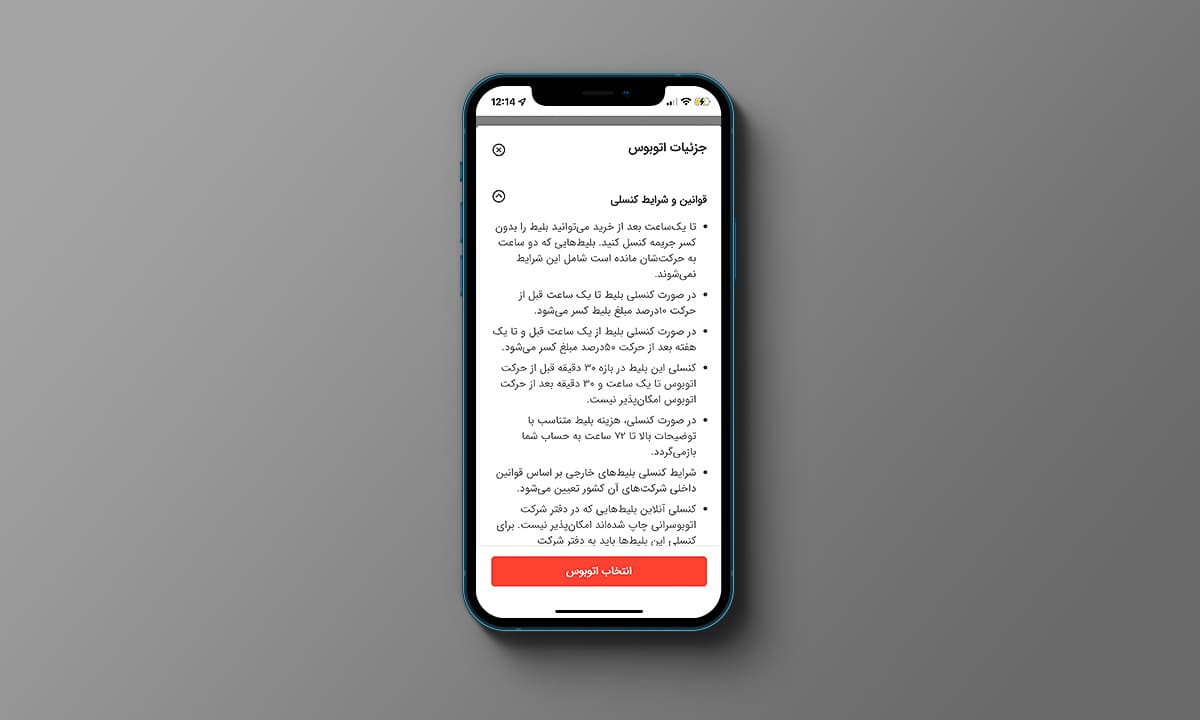 12:14
جزئیات اتوبوس
قوانین و شرایط کنسلی
• تا یک‌ساعت بعد از خرید می‌توانید بلیط را بدون
کسر جریمه کنسل کنید. بلیط‌هایی که دو ساعت
به حرکت‌شان مانده است شامل این شرایط
نمی‌شوند.
• در صورت کنسلی بلیط تا یک ساعت قبل از
حرکت ۱۰درصد مبلغ بلیط کسر می‌شود.
• در صورت کنسلی بلیط از یک ساعت قبل و تا یک
هفته بعد از حرکت ۵۰درصد مبلغ کسر می‌شود.
• کنسلی این بلیط در بازه ۳۰ دقیقه قبل از حرکت
اتوبوس تا یک ساعت و ۳۰ دقیقه بعد از حرکت
اتوبوس امکان‌پذیر نیست.
• در صورت کنسلی، هزینه بلیط متناسب با
توضیحات بالا تا ۷۲ ساعت به حساب شما
بازمی‌گردد.
• شرایط کنسلی بلیط‌های خارجی بر اساس قوانین
داخلی شرکت‌های آن کشور تعیین می‌شود.
• کنسلی آنلاین بلیط‌هایی که در دفتر شرکت
اتوبوسرانی چاپ شده‌اند امکان‌پذیر نیست. برای
کنسلی این بلیط‌ها باید به دفتر شرکت
انتخاب اتوبوس